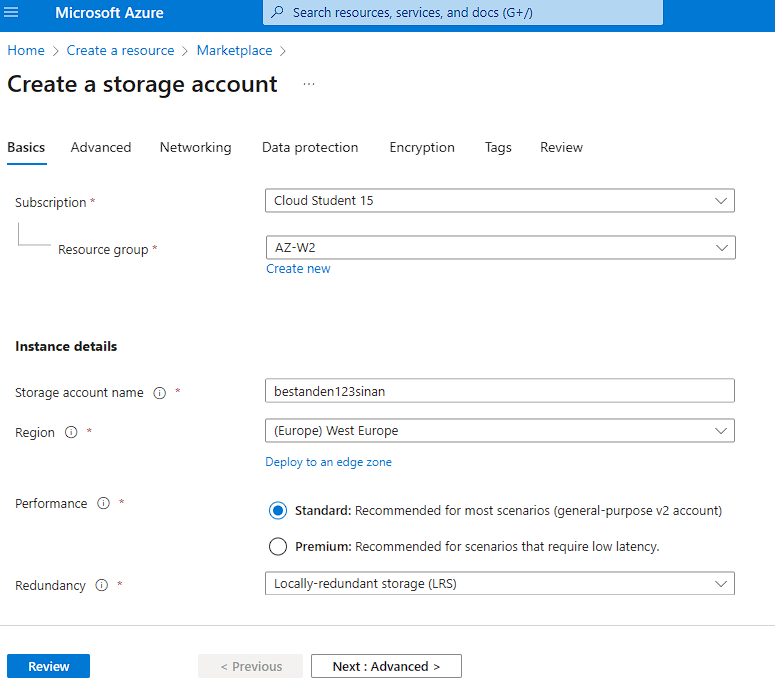 Microsoft Azure
Search resources, services, and docs (G+/)
Home > Create a resource > Marketplace >
Create a storage account ...
Basics Advanced Networking Data protection Encryption Tags Review
Subscription * Cloud Student 15
Resource group * AZ-W2
Create new
Instance details
Storage account name * bestanden123sinan
Region * (Europe) West Europe
Deploy to an edge zone
Performance * Standard: Recommended for most scenarios (general-purpose v2 account)
Premium: Recommended for scenarios that require low latency.
Redundancy * Locally-redundant storage (LRS)
Review < Previous Next : Advanced >